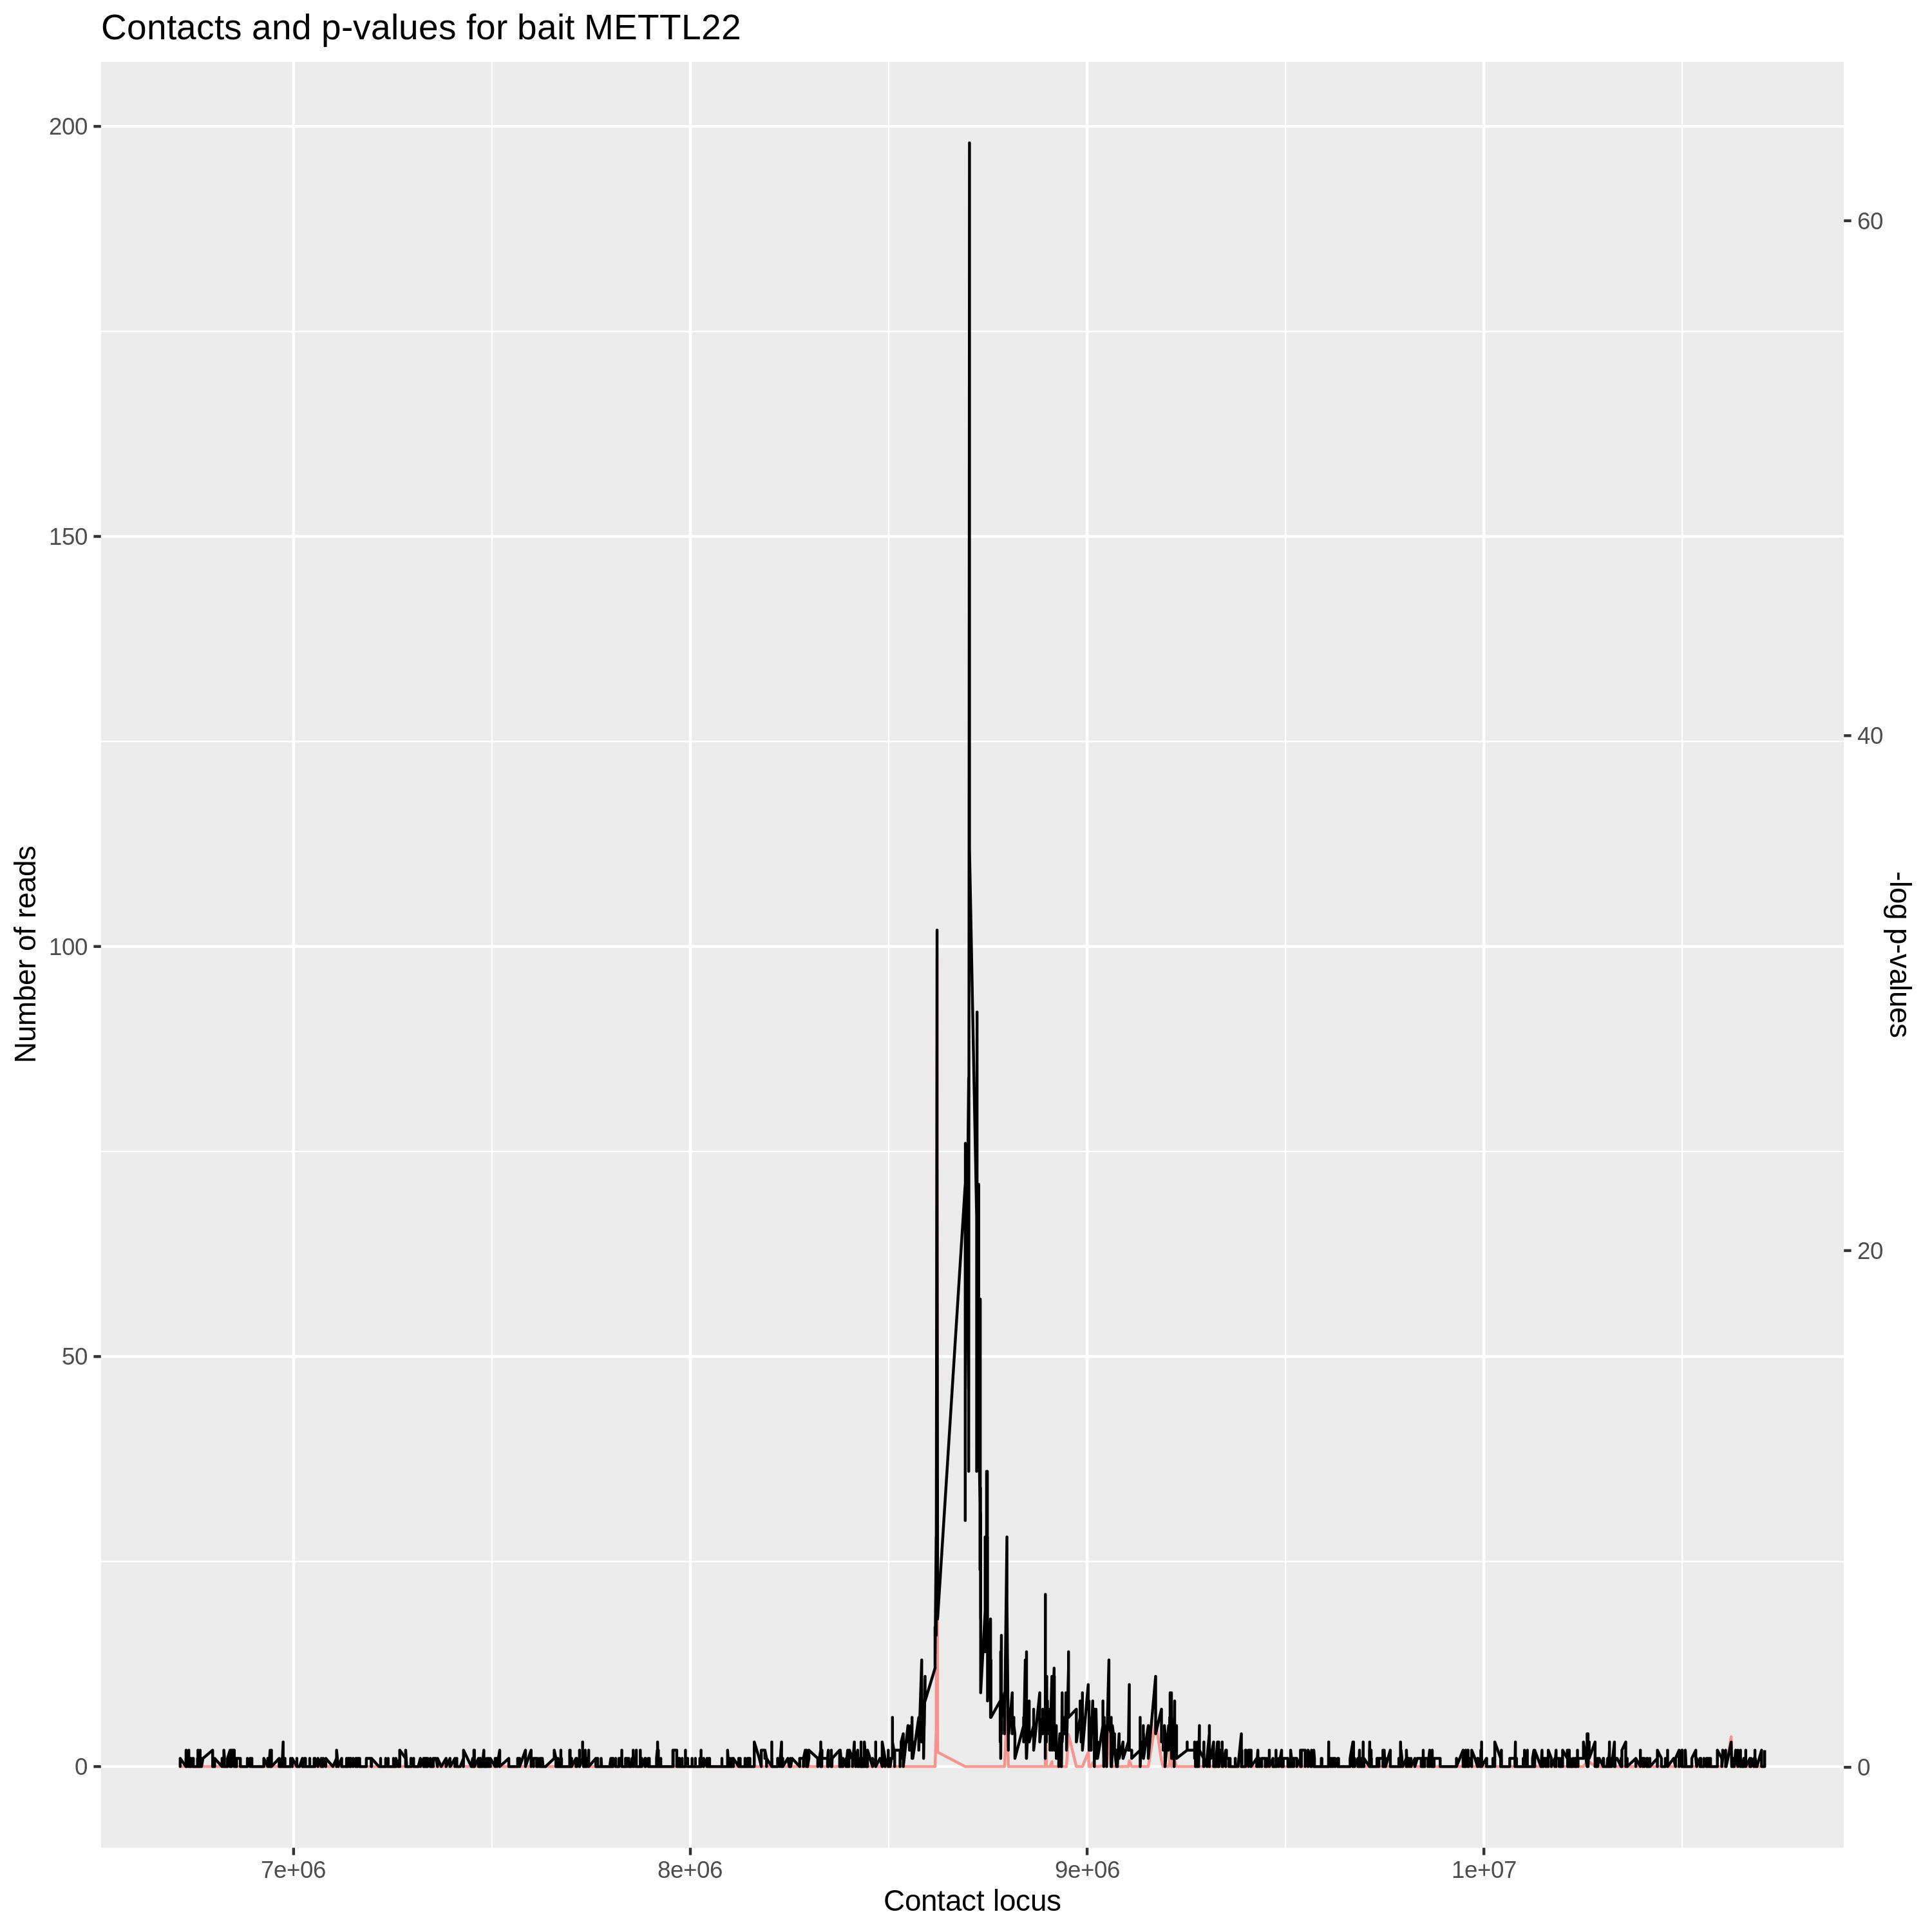 Contacts and p-values for bait METTL22
200
150
100
50
0
Number of reads
60
40
20
0
-log p-values
7e+06
8e+06
9e+06
1e+07
Contact locus